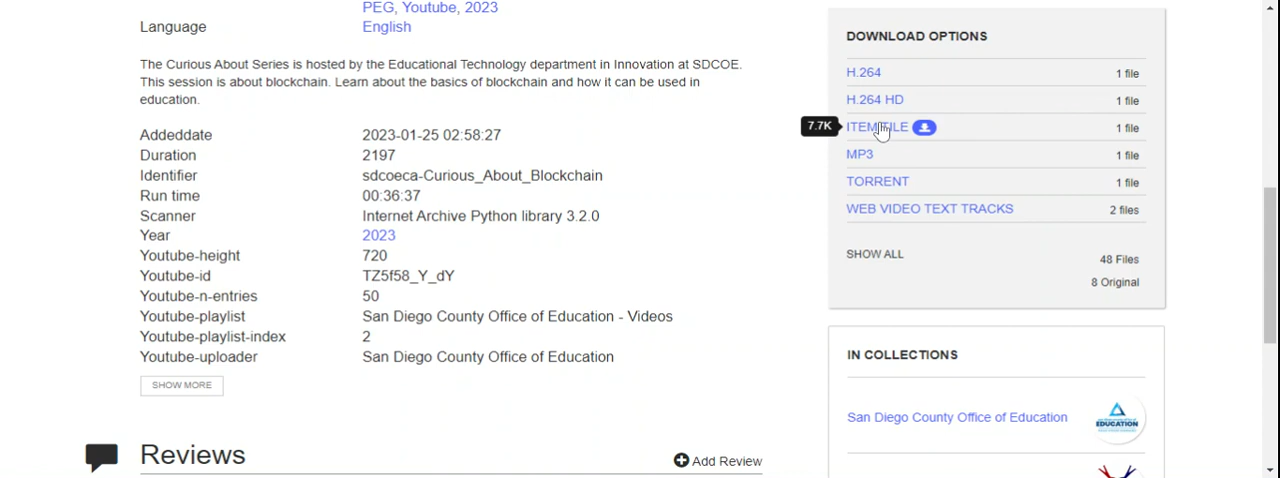 PEG, Youtube, 2023
Language English
The Curious About Series is hosted by the Educational Technology department in Innovation at SDCOE.
This session is about blockchain. Learn about the basics of blockchain and how it can be used in
education.
Addeddate 2023-01-25 02:58:27
Duration 2197
Identifier sdcoeca-Curious_About_Blockchain
Run time 00:36:37
Scanner Internet Archive Python library 3.2.0
Year 2023
Youtube-height 720
Youtube-id TZ5f58_Y_dY
Youtube-n-entries 50
Youtube-playlist San Diego County Office of Education - Videos
Youtube-playlist-index 2
Youtube-uploader San Diego County Office of Education
SHOW MORE
Reviews
Add Review
DOWNLOAD OPTIONS
H.264 1 file
H.264 HD 1 file
7.7K ITEM TILE 1 file
MP3 1 file
TORRENT 1 file
WEB VIDEO TEXT TRACKS 2 files
SHOW ALL 48 Files
8 Original
IN COLLECTIONS
San Diego County Office of Education
EDUCATION